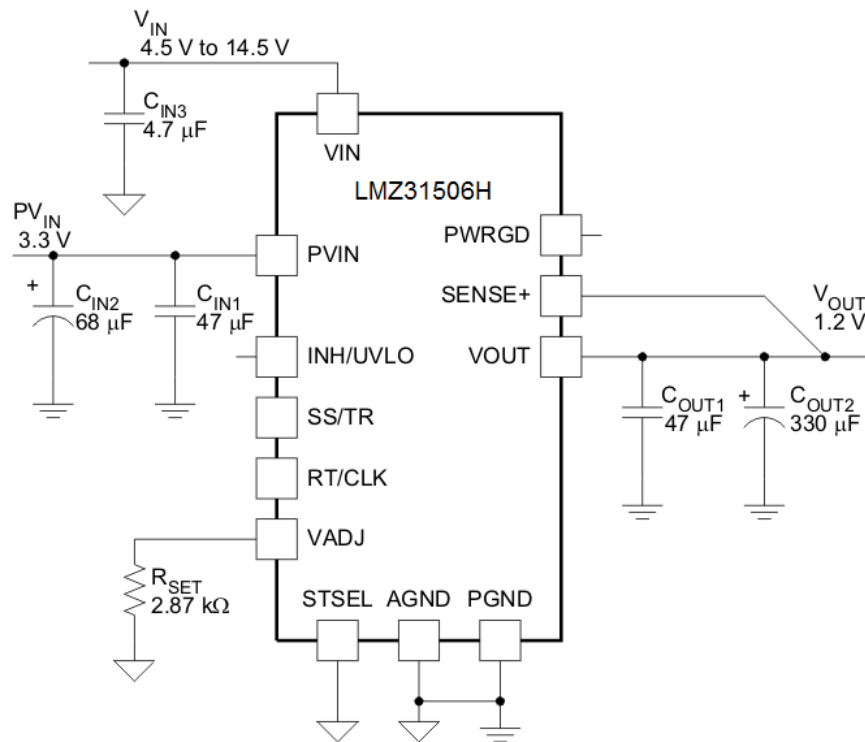 VIN
4.5 V to 14.5 V
CIN3
4.7 μF
VIN
LMZ31506H
PVIN
3.3 V
+
CIN2
68 μF
CIN1
47 μF
PVIN
INH/UVLO
SS/TR
RT/CLK
VADJ
RSET
2.87 kΩ
STSEL AGND PGND
PWRGD
SENSE+
VOUT
VOUT
1.2 V
COUT1
47 μF
+
COUT2
330 μF